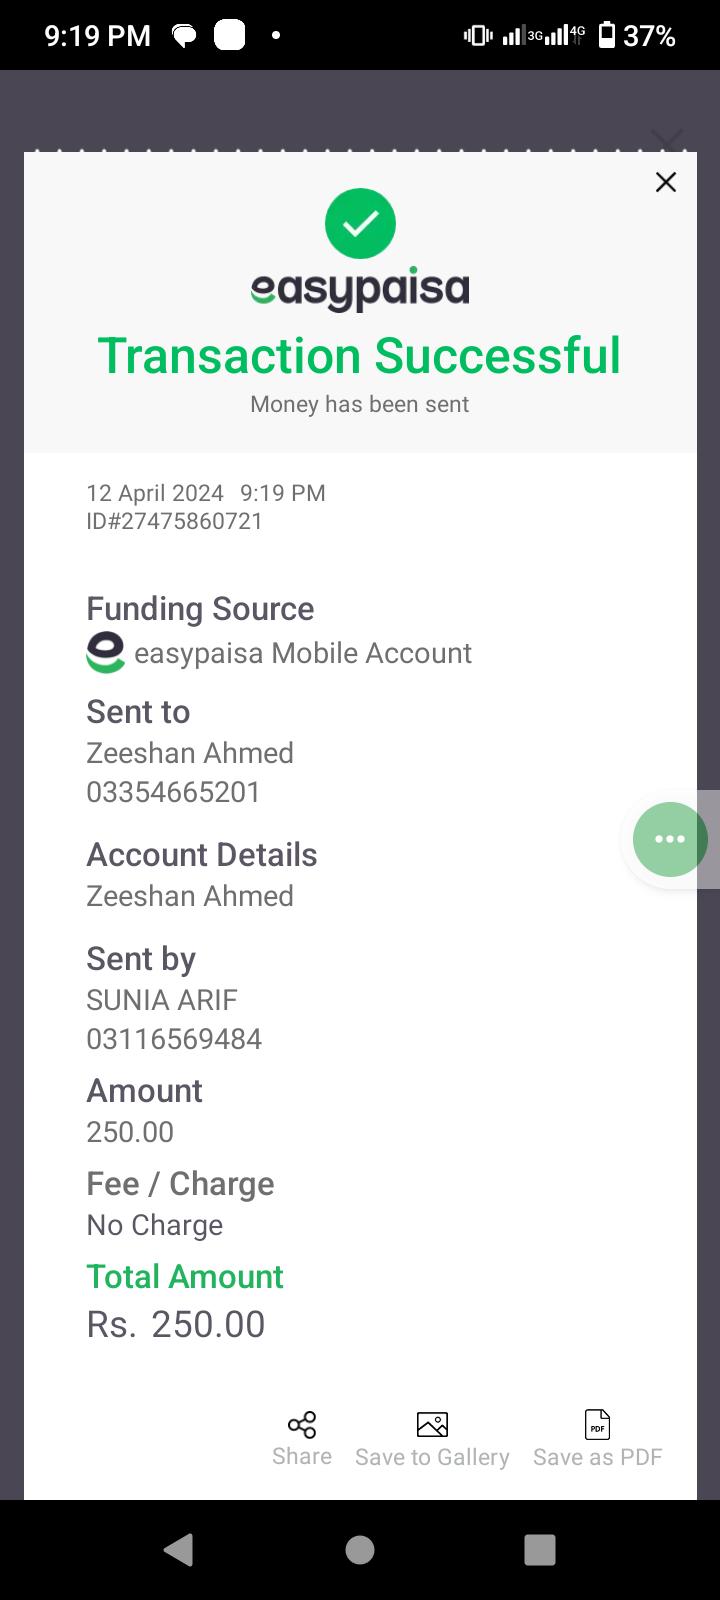 9:19 PM 3G 4G 37%
easypaisa
Transaction Successful
Money has been sent
12 April 2024 9:19 PM
ID#27475860721
Funding Source
easypaisa Mobile Account
Sent to
Zeeshan Ahmed
03354665201
Account Details
Zeeshan Ahmed
Sent by
SUNIA ARIF
03116569484
Amount
250.00
Fee / Charge
No Charge
Total Amount
Rs. 250.00
PDF
Share Save to Gallery Save as PDF